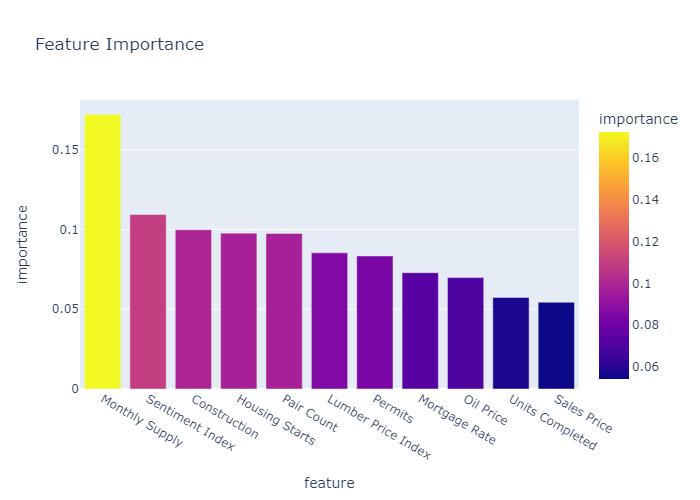 Feature Importance
importance
0.15
0.1
0.05
0
Monthly Supply
Sentiment Index
Construction
Housing Starts
Pair Count
Lumber Price Index
Permits
Mortgage Rate
Oil Price
Units Completed
Sales Price
feature
importance
0.16
0.14
0.12
0.1
0.08
0.06